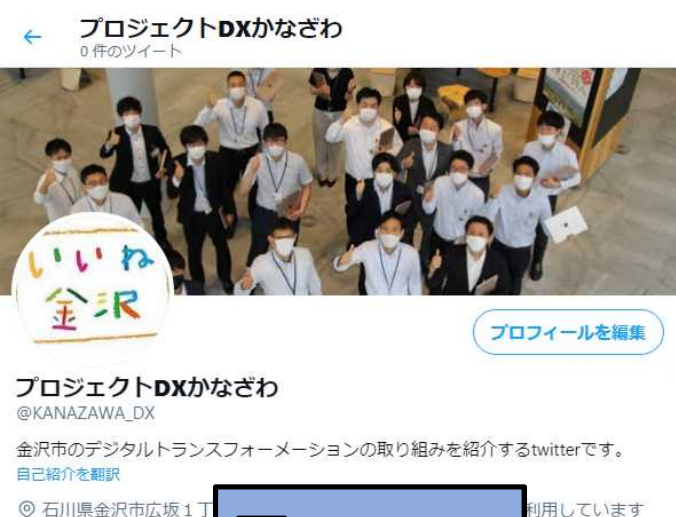 プロジェクトDXかなざわ
0 件のツイート
いいね
金沢
プロフィールを編集
プロジェクトDXかなざわ
@KANAZAWA_DX
金沢市のデジタルトランスフォーメーションの取り組みを紹介するtwitterです。
自己紹介を翻訳
石川県金沢市広坂1丁 利用しています